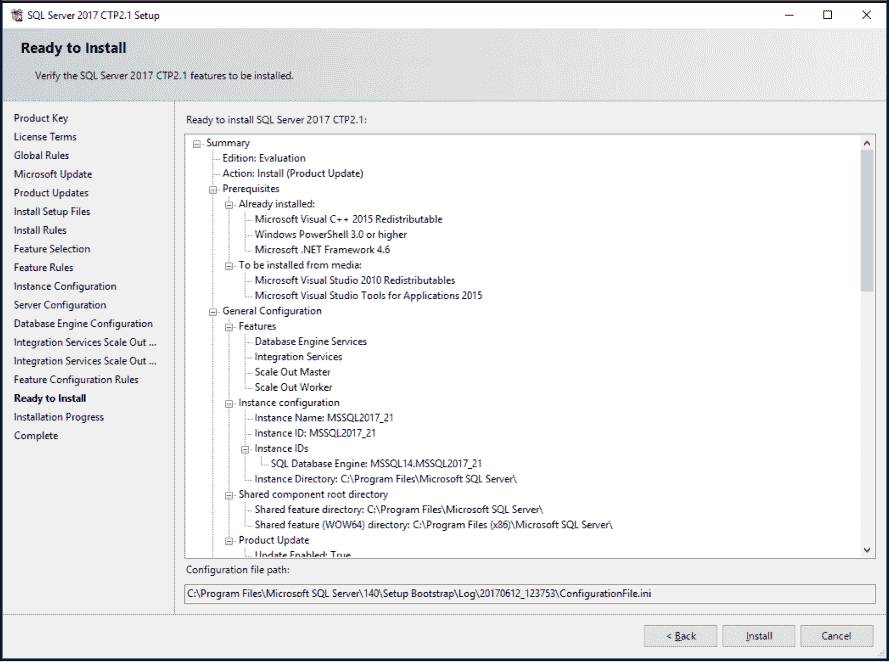 SQL Server 2017 CTP2.1 Setup
Ready to Install
Verify the SQL Server 2017 CTP2.1 features to be installed.
Product Key
License Terms
Global Rules
Microsoft Update
Product Updates
Install Setup Files
Install Rules
Feature Selection
Feature Rules
Instance Configuration
Server Configuration
Database Engine Configuration
Integration Services Scale Out ...
Integration Services Scale Out ...
Feature Configuration Rules
Ready to Install
Installation Progress
Complete
Ready to install SQL Server 2017 CTP2.1:
Summary
Edition: Evaluation
Action: Install (Product Update)
Prerequisites
Already installed:
Microsoft Visual C++ 2015 Redistributable
Windows PowerShell 3.0 or higher
Microsoft .NET Framework 4.6
To be installed from media:
Microsoft Visual Studio 2010 Redistributables
Microsoft Visual Studio Tools for Applications 2015
General Configuration
Features
Database Engine Services
Integration Services
Scale Out Master
Scale Out Worker
Instance configuration
Instance Name: MSSQL2017_21
Instance ID: MSSQL2017_21
Instance IDs
SQL Database Engine: MSSQL14.MSSQL2017_21
Instance Directory: C:\Program Files\Microsoft SQL Server\
Shared component root directory
Shared feature directory: C:\Program Files\Microsoft SQL Server\
Shared feature (WOW64) directory: C:\Program Files (x86)\Microsoft SQL Server\
Product Update
Update Enabled: True
Configuration file path:
C:\Program Files\Microsoft SQL Server\140\Setup Bootstrap\Log\20170612_123753\ConfigurationFile.ini
< Back
Install
Cancel